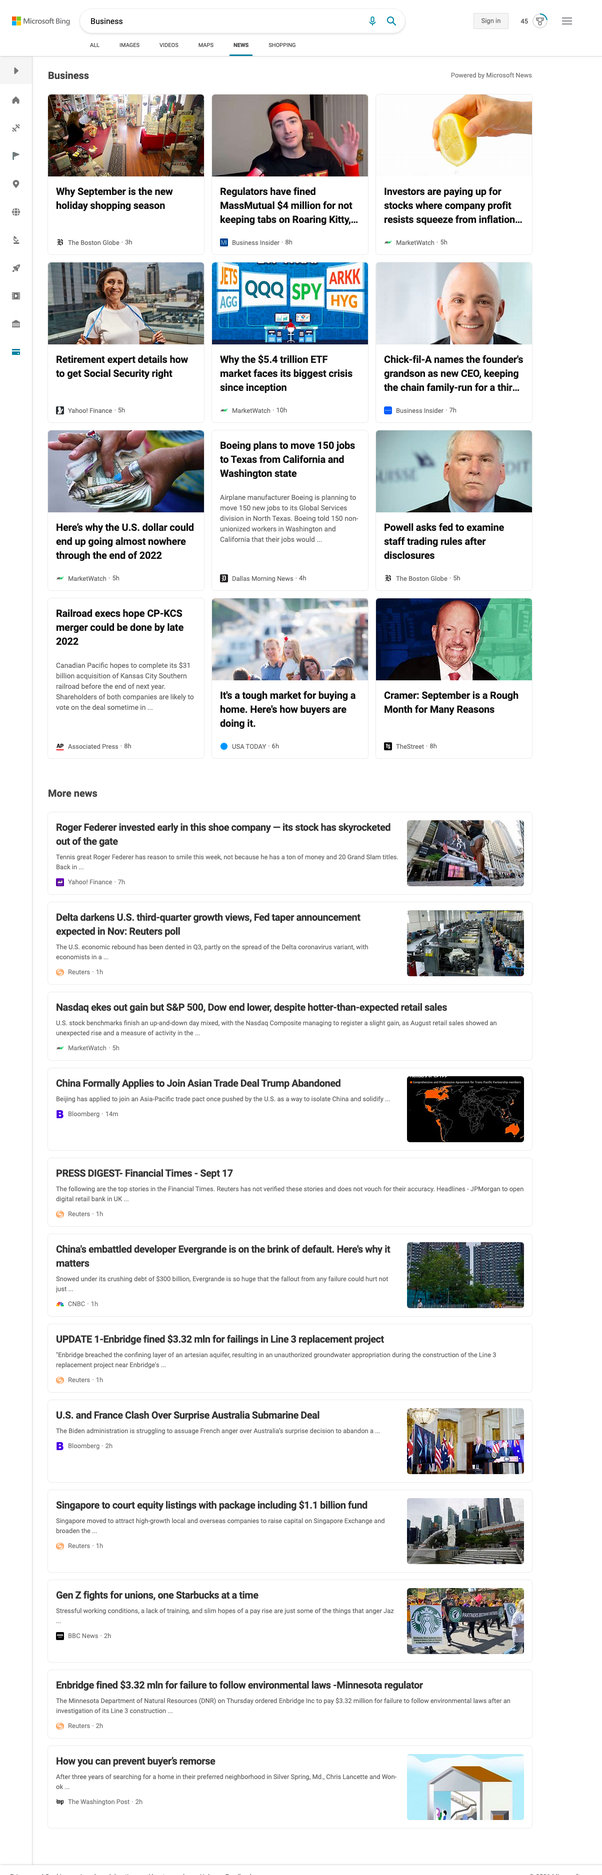 Microsoft Bing
Business
Sign in
45
ALL IMAGES VIDEOS MAPS NEWS SHOPPING
Business
Powered by Microsoft News
Why September is the new
holiday shopping season
The Boston Globe · 3h
Regulators have fined
MassMutual $4 million for not
keeping tabs on Roaring Kitty,...
Business Insider · 8h
Investors are paying up for
stocks where company profit
resists squeeze from inflation...
MarketWatch · 5h
Retirement expert details how
to get Social Security right
Yahoo! Finance · 5h
JETS
AGG
QQQ
SPY
ARKK
HYG
Why the $5.4 trillion ETF
market faces its biggest crisis
since inception
MarketWatch · 10h
Chick-fil-A names the founder's
grandson as new CEO, keeping
the chain family-run for a thir...
Business Insider · 7h
Here's why the U.S. dollar could
end up going almost nowhere
through the end of 2022
MarketWatch · 5h
Boeing plans to move 150 jobs
to Texas from California and
Washington state
Airplane manufacturer Boeing is planning to
move 150 new jobs to its Global Services
division in North Texas. Boeing told 150 non-
unionized workers in Washington and
California that their jobs would ...
Dallas Morning News · 4h
Powell asks fed to examine
staff trading rules after
disclosures
The Boston Globe · 5h
Railroad execs hope CP-KCS
merger could be done by late
2022
Canadian Pacific hopes to complete its $31
billion acquisition of Kansas City Southern
railroad before the end of next year.
Shareholders of both companies are likely to
vote on the deal sometime in ...
AP Associated Press · 8h
It's a tough market for buying a
home. Here's how buyers are
doing it.
USA TODAY · 6h
Cramer: September is a Rough
Month for Many Reasons
TheStreet · 8h
More news
Roger Federer invested early in this shoe company — its stock has skyrocketed
out of the gate
Tennis great Roger Federer has reason to smile this week, not because he has a ton of money and 20 Grand Slam titles.
Back in ...
Yahoo! Finance · 7h
Delta darkens U.S. third-quarter growth views, Fed taper announcement
expected in Nov: Reuters poll
The U.S. economic rebound has been dented in Q3, partly on the spread of the Delta coronavirus variant, with
economists in a ...
Reuters · 1h
Nasdaq ekes out gain but S&P 500, Dow end lower, despite hotter-than-expected retail sales
U.S. stock benchmarks finish an up-and-down day mixed, with the Nasdaq Composite managing to register a slight gain, as August retail sales showed an
unexpected rise and a measure of activity in the ...
MarketWatch · 5h
China Formally Applies to Join Asian Trade Deal Trump Abandoned
Beijing has applied to join an Asia-Pacific trade pact once pushed by the U.S. as a way to isolate China and solidify ...
Bloomberg · 14m
PRESS DIGEST- Financial Times - Sept 17
The following are the top stories in the Financial Times. Reuters has not verified these stories and does not vouch for their accuracy. Headlines - JPMorgan to open
digital retail bank in UK ...
Reuters · 1h
China's embattled developer Evergrande is on the brink of default. Here's why it
matters
Snowed under its crushing debt of $300 billion, Evergrande is so huge that the fallout from any failure could hurt not
just ...
CNBC · 1h
UPDATE 1-Enbridge fined $3.32 mln for failings in Line 3 replacement project
"Enbridge breached the confining layer of an artesian aquifer, resulting in an unauthorized groundwater appropriation during the construction of the Line 3
replacement project near Enbridge's ...
Reuters · 1h
U.S. and France Clash Over Surprise Australia Submarine Deal
The Biden administration is struggling to assuage French anger over Australia's surprise decision to abandon a ...
Bloomberg · 2h
Singapore to court equity listings with package including $1.1 billion fund
Singapore moved to attract high-growth local and overseas companies to raise capital on Singapore Exchange and
broaden the ...
Reuters · 1h
Gen Z fights for unions, one Starbucks at a time
Stressful working conditions, a lack of training, and slim hopes of a pay rise are just some of the things that anger Jaz
...
BBC News · 2h
Enbridge fined $3.32 mln for failure to follow environmental laws -Minnesota regulator
The Minnesota Department of Natural Resources (DNR) on Thursday ordered Enbridge Inc to pay $3.32 million for failure to follow environmental laws after an
investigation of its Line 3 construction ...
Reuters · 2h
How you can prevent buyer's remorse
After three years of searching for a home in their preferred neighborhood in Silver Spring, Md., Chris Lancette and Won-
ok ...
The Washington Post · 2h